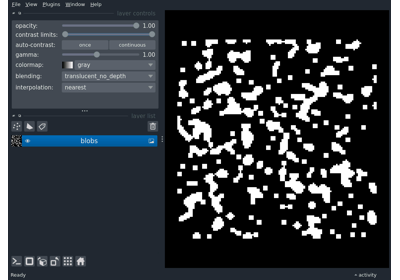 File View Plugins Window Help
layer controls
opacity: 1.00
contrast limits:
auto-contrast: once continuous
gamma: 1.00
colormap: gray
blending: translucent_no_depth
interpolation: nearest
layer list
blobs
Ready
activity